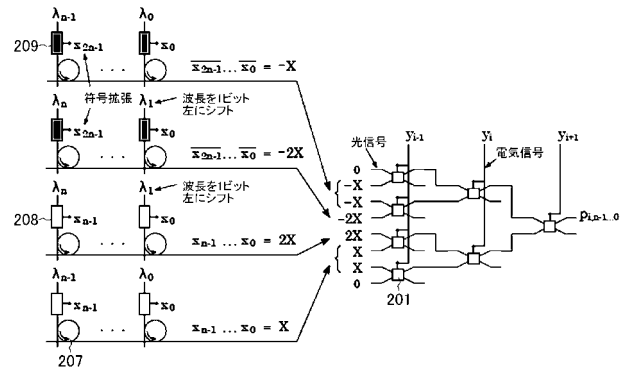 λn-1 λ0
209 x2n-1 x0
x̅2n-1...x̅0 = -X
符号拡張
λn λ1 波長を1ビット
左にシフト
x2n-1 x0
x̅2n-1...x̅0 = -2X
λn λ1 波長を1ビット
左にシフト
208 xn-1 x0
xn-1 ... x0 = 2X
λn-1 λ0
xn-1 x0
xn-1 ... x0 = X
207
yi-1 yi yi+1
光信号
電気信号
0
-X
-X
-2X
2X
X
X
0
201
pi,n-1...0